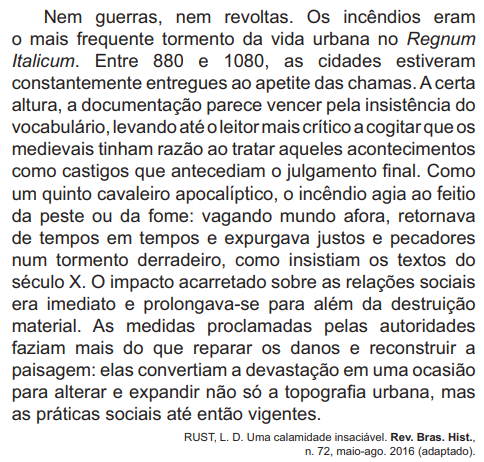 Nem guerras, nem revoltas. Os incêndios eram
o mais frequente tormento da vida urbana no Regnum
Italicum. Entre 880 e 1080, as cidades estiveram
constantemente entregues ao apetite das chamas. A certa
altura, a documentação parece vencer pela insistência do
vocabulário, levando até o leitor mais crítico a cogitar que os
medievais tinham razão ao tratar aqueles acontecimentos
como castigos que antecediam o julgamento final. Como
um quinto cavaleiro apocalíptico, o incêndio agia ao feitio
da peste ou da fome: vagando mundo afora, retornava
de tempos em tempos e expurgava justos e pecadores
num tormento derradeiro, como insistiam os textos do
século X. O impacto acarretado sobre as relações sociais
era imediato e prolongava-se para além da destruição
material. As medidas proclamadas pelas autoridades
faziam mais do que reparar os danos e reconstruir a
paisagem: elas convertiam a devastação em uma ocasião
para alterar e expandir não só a topografia urbana, mas
as práticas sociais até então vigentes.
RUST, L. D. Uma calamidade insaciável. Rev. Bras. Hist.,
n. 72, maio-ago. 2016 (adaptado).